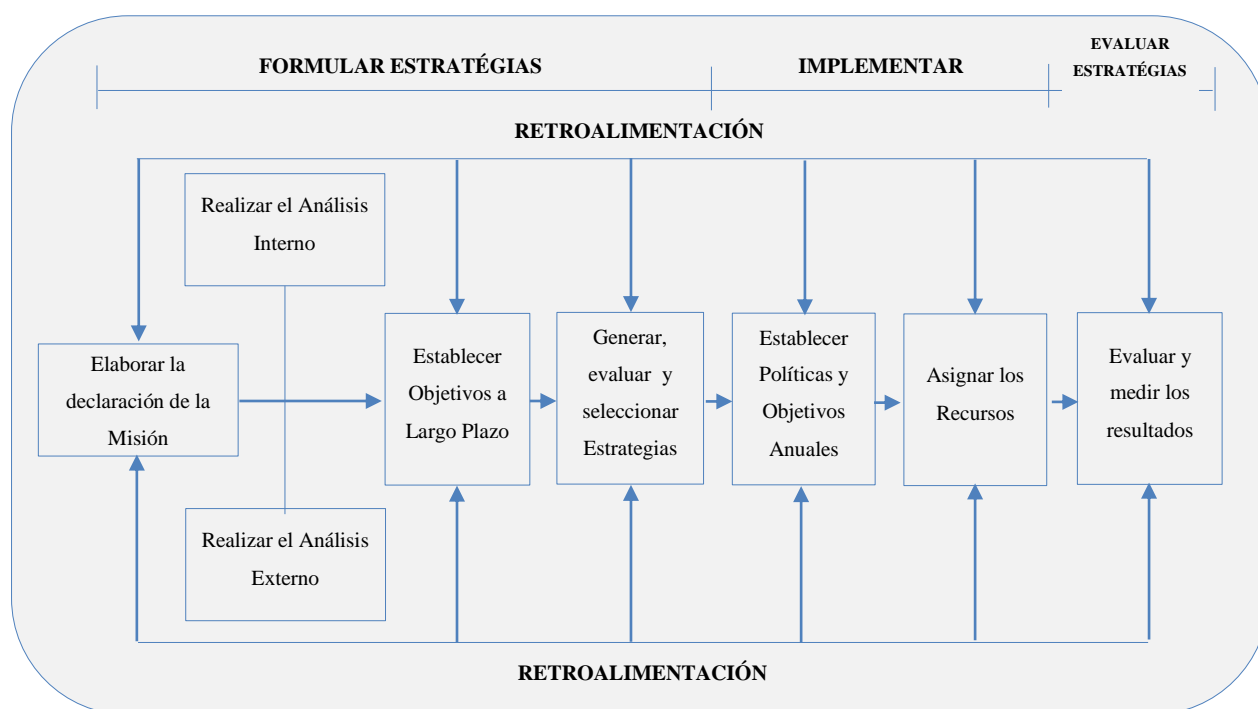 FORMULAR ESTRATÉGIAS
IMPLEMENTAR
EVALUAR
ESTRATÉGIAS
RETROALIMENTACIÓN
Realizar el Análisis
Interno
Elaborar la
declaración de la
Misión
Realizar el Análisis
Externo
Establecer
Objetivos a
Largo Plazo
Generar,
evaluar y
seleccionar
Estrategias
Establecer
Políticas y
Objetivos
Anuales
Asignar los
Recursos
Evaluar y
medir los
resultados
RETROALIMENTACIÓN